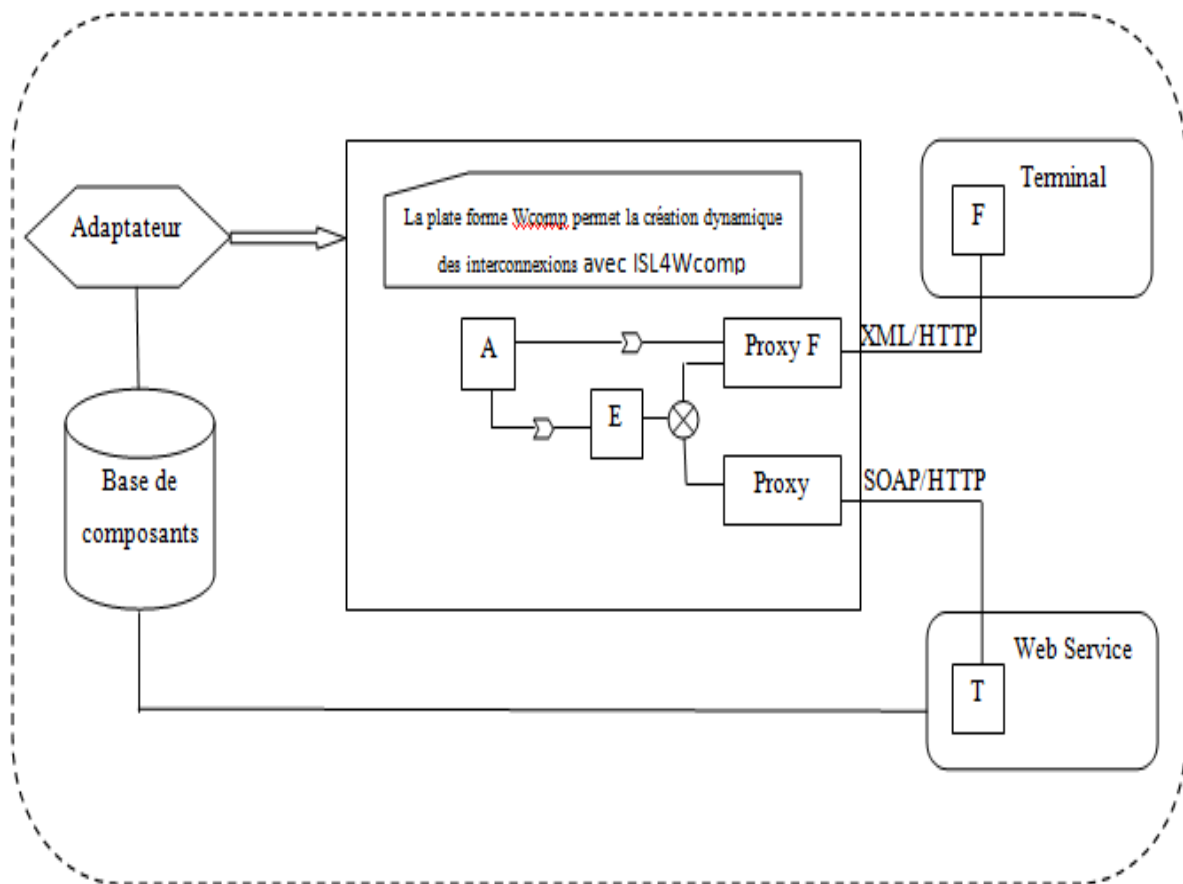 Adaptateur
La plate forme Wcomp permet la création dynamique
des interconnexions avec ISL4Wcomp
Terminal
F
A
Proxy F
XML/HTTP
E
Proxy
SOAP/HTTP
Base de
composants
Web Service
T